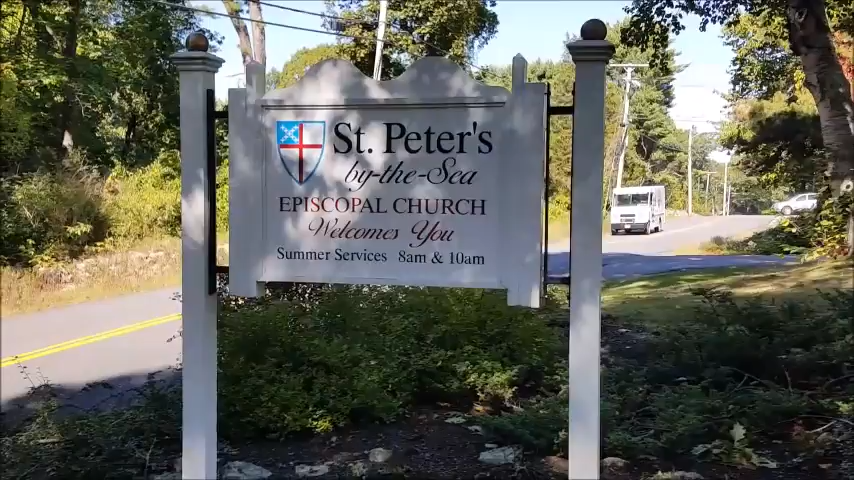 St. Peter's
by-the-Sea
EPISCOPAL CHURCH
Welcomes You
Summer Services 8am & 10am